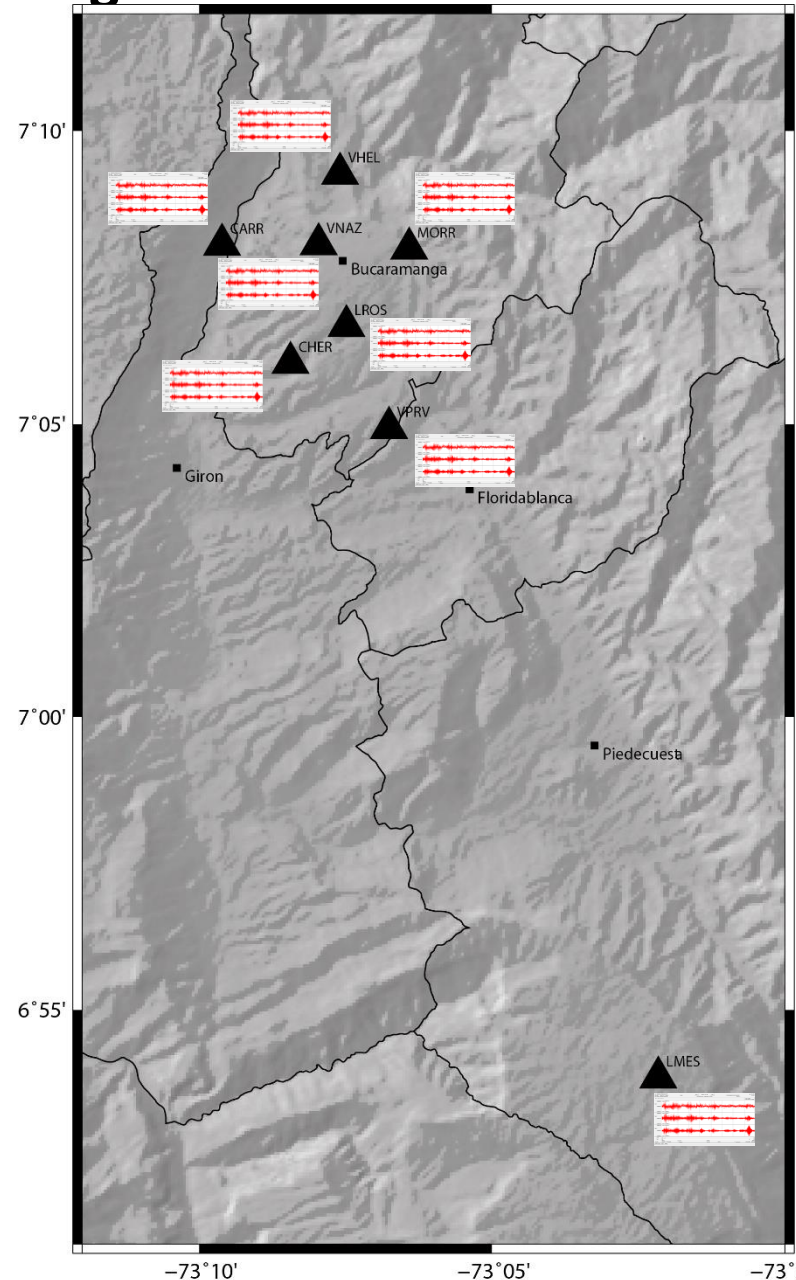 7°10'
VHEL
CARR
VNAZ
MORR
Bucaramanga
LROS
CHER
VPRV
7°05'
Giron
Floridablanca
7°00'
Piedecuesta
6°55'
LMES
−73°10'
−73°05'
−73°